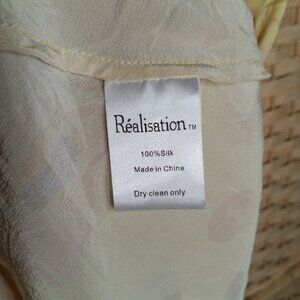 Réalisation™
100%Silk
Made in China
Dry clean only